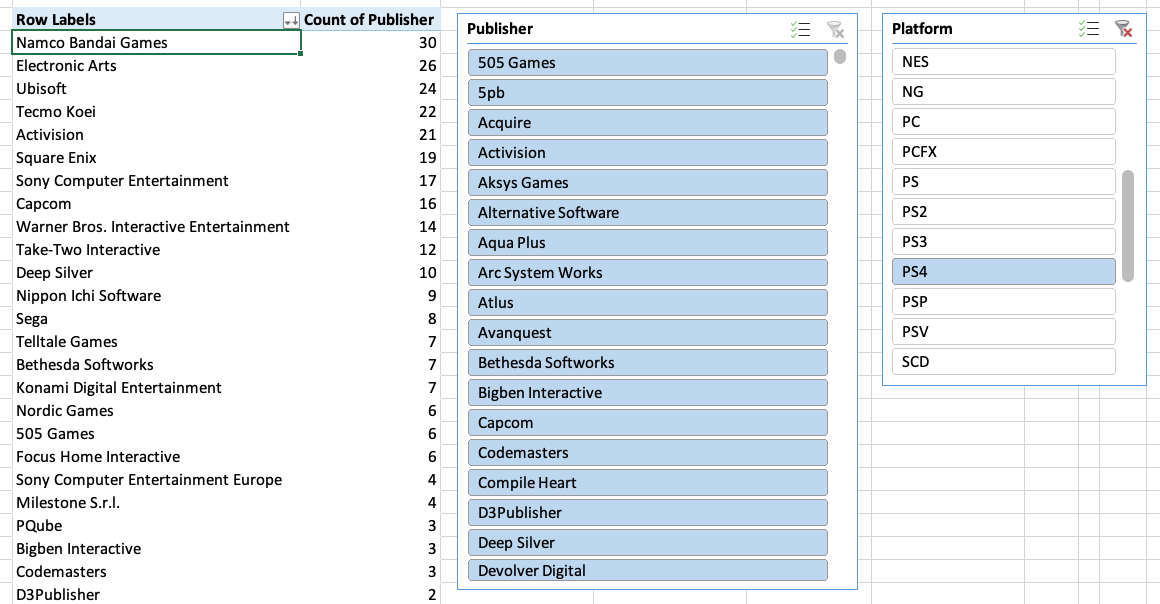 Row Labels Count of Publisher
Namco Bandai Games 30
Electronic Arts 26
Ubisoft 24
Tecmo Koei 22
Activision 21
Square Enix 19
Sony Computer Entertainment 17
Capcom 16
Warner Bros. Interactive Entertainment 14
Take-Two Interactive 12
Deep Silver 10
Nippon Ichi Software 9
Sega 8
Telltale Games 7
Bethesda Softworks 7
Konami Digital Entertainment 7
Nordic Games 6
505 Games 6
Focus Home Interactive 6
Sony Computer Entertainment Europe 4
Milestone S.r.l. 4
PQube 3
Bigben Interactive 3
Codemasters 3
D3Publisher 2
Publisher
505 Games
5pb
Acquire
Activision
Aksys Games
Alternative Software
Aqua Plus
Arc System Works
Atlus
Avanquest
Bethesda Softworks
Bigben Interactive
Capcom
Codemasters
Compile Heart
D3Publisher
Deep Silver
Devolver Digital
Platform
NES
NG
PC
PCFX
PS
PS2
PS3
PS4
PSP
PSV
SCD